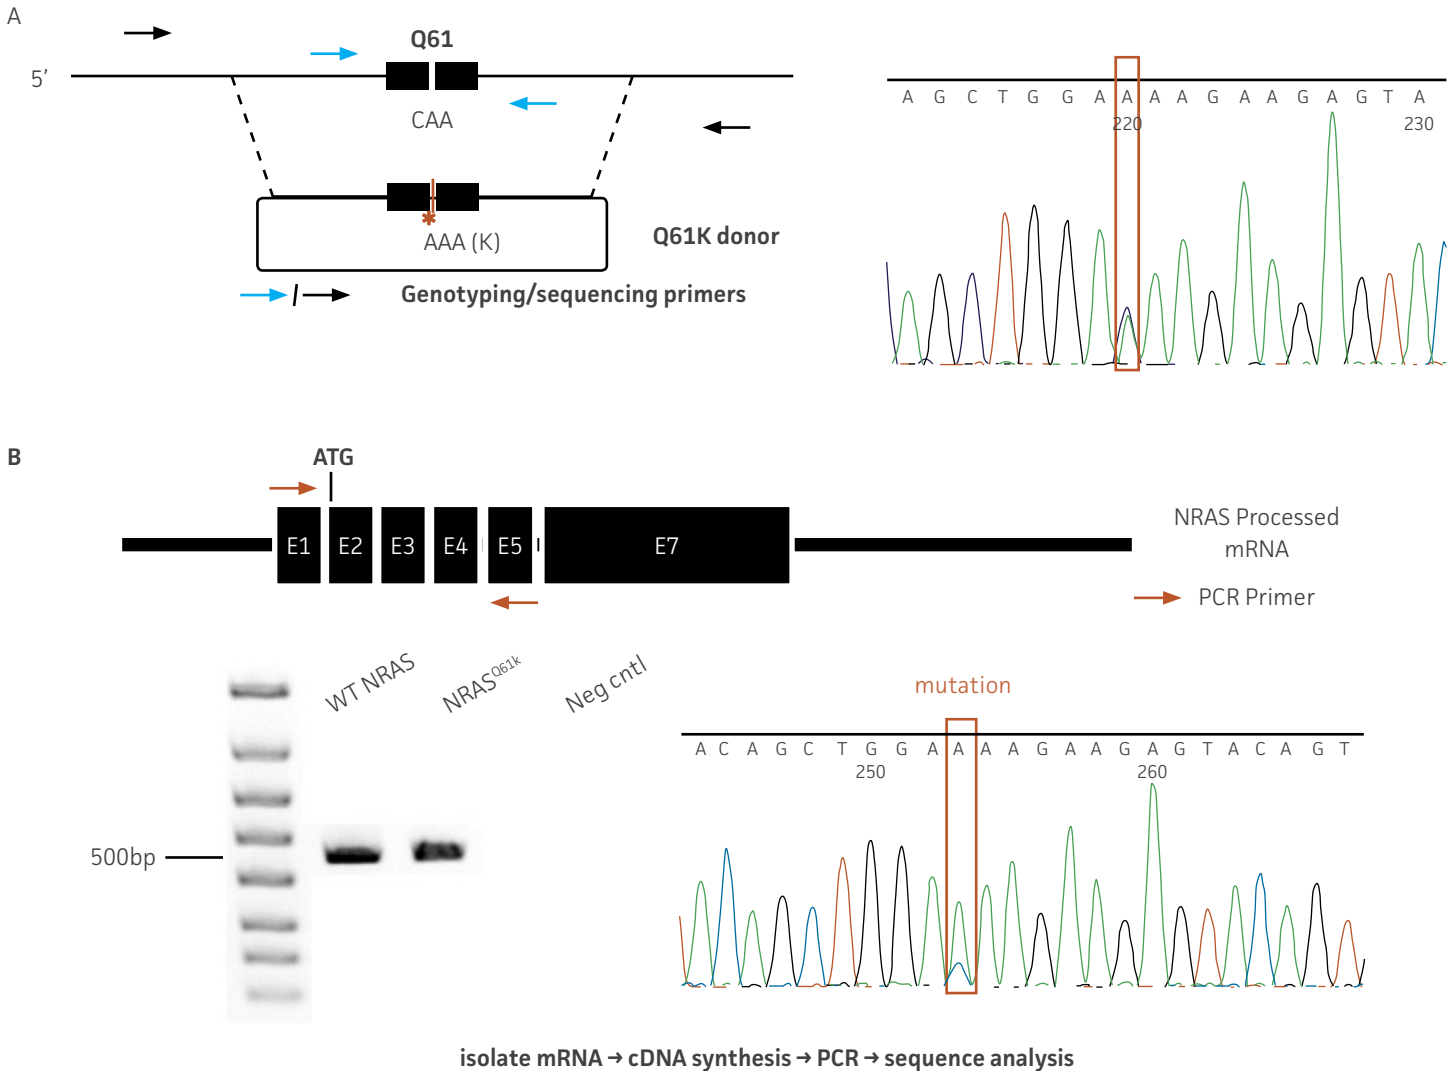 A
Q61
5’
CAA
AAA (K)
Q61K donor
/
Genotyping/sequencing primers
A G C T G G A A A G A A G A G T A
220 230
B
ATG
E1 E2 E3 E4 E5 E7
NRAS Processed
mRNA
PCR Primer
WT NRAS
NRAS^Q61k
Neg cntl
500bp
mutation
A C A G C T G G A A A A G A A G A G T A C A G T
250 260
isolate mRNA → cDNA synthesis → PCR → sequence analysis